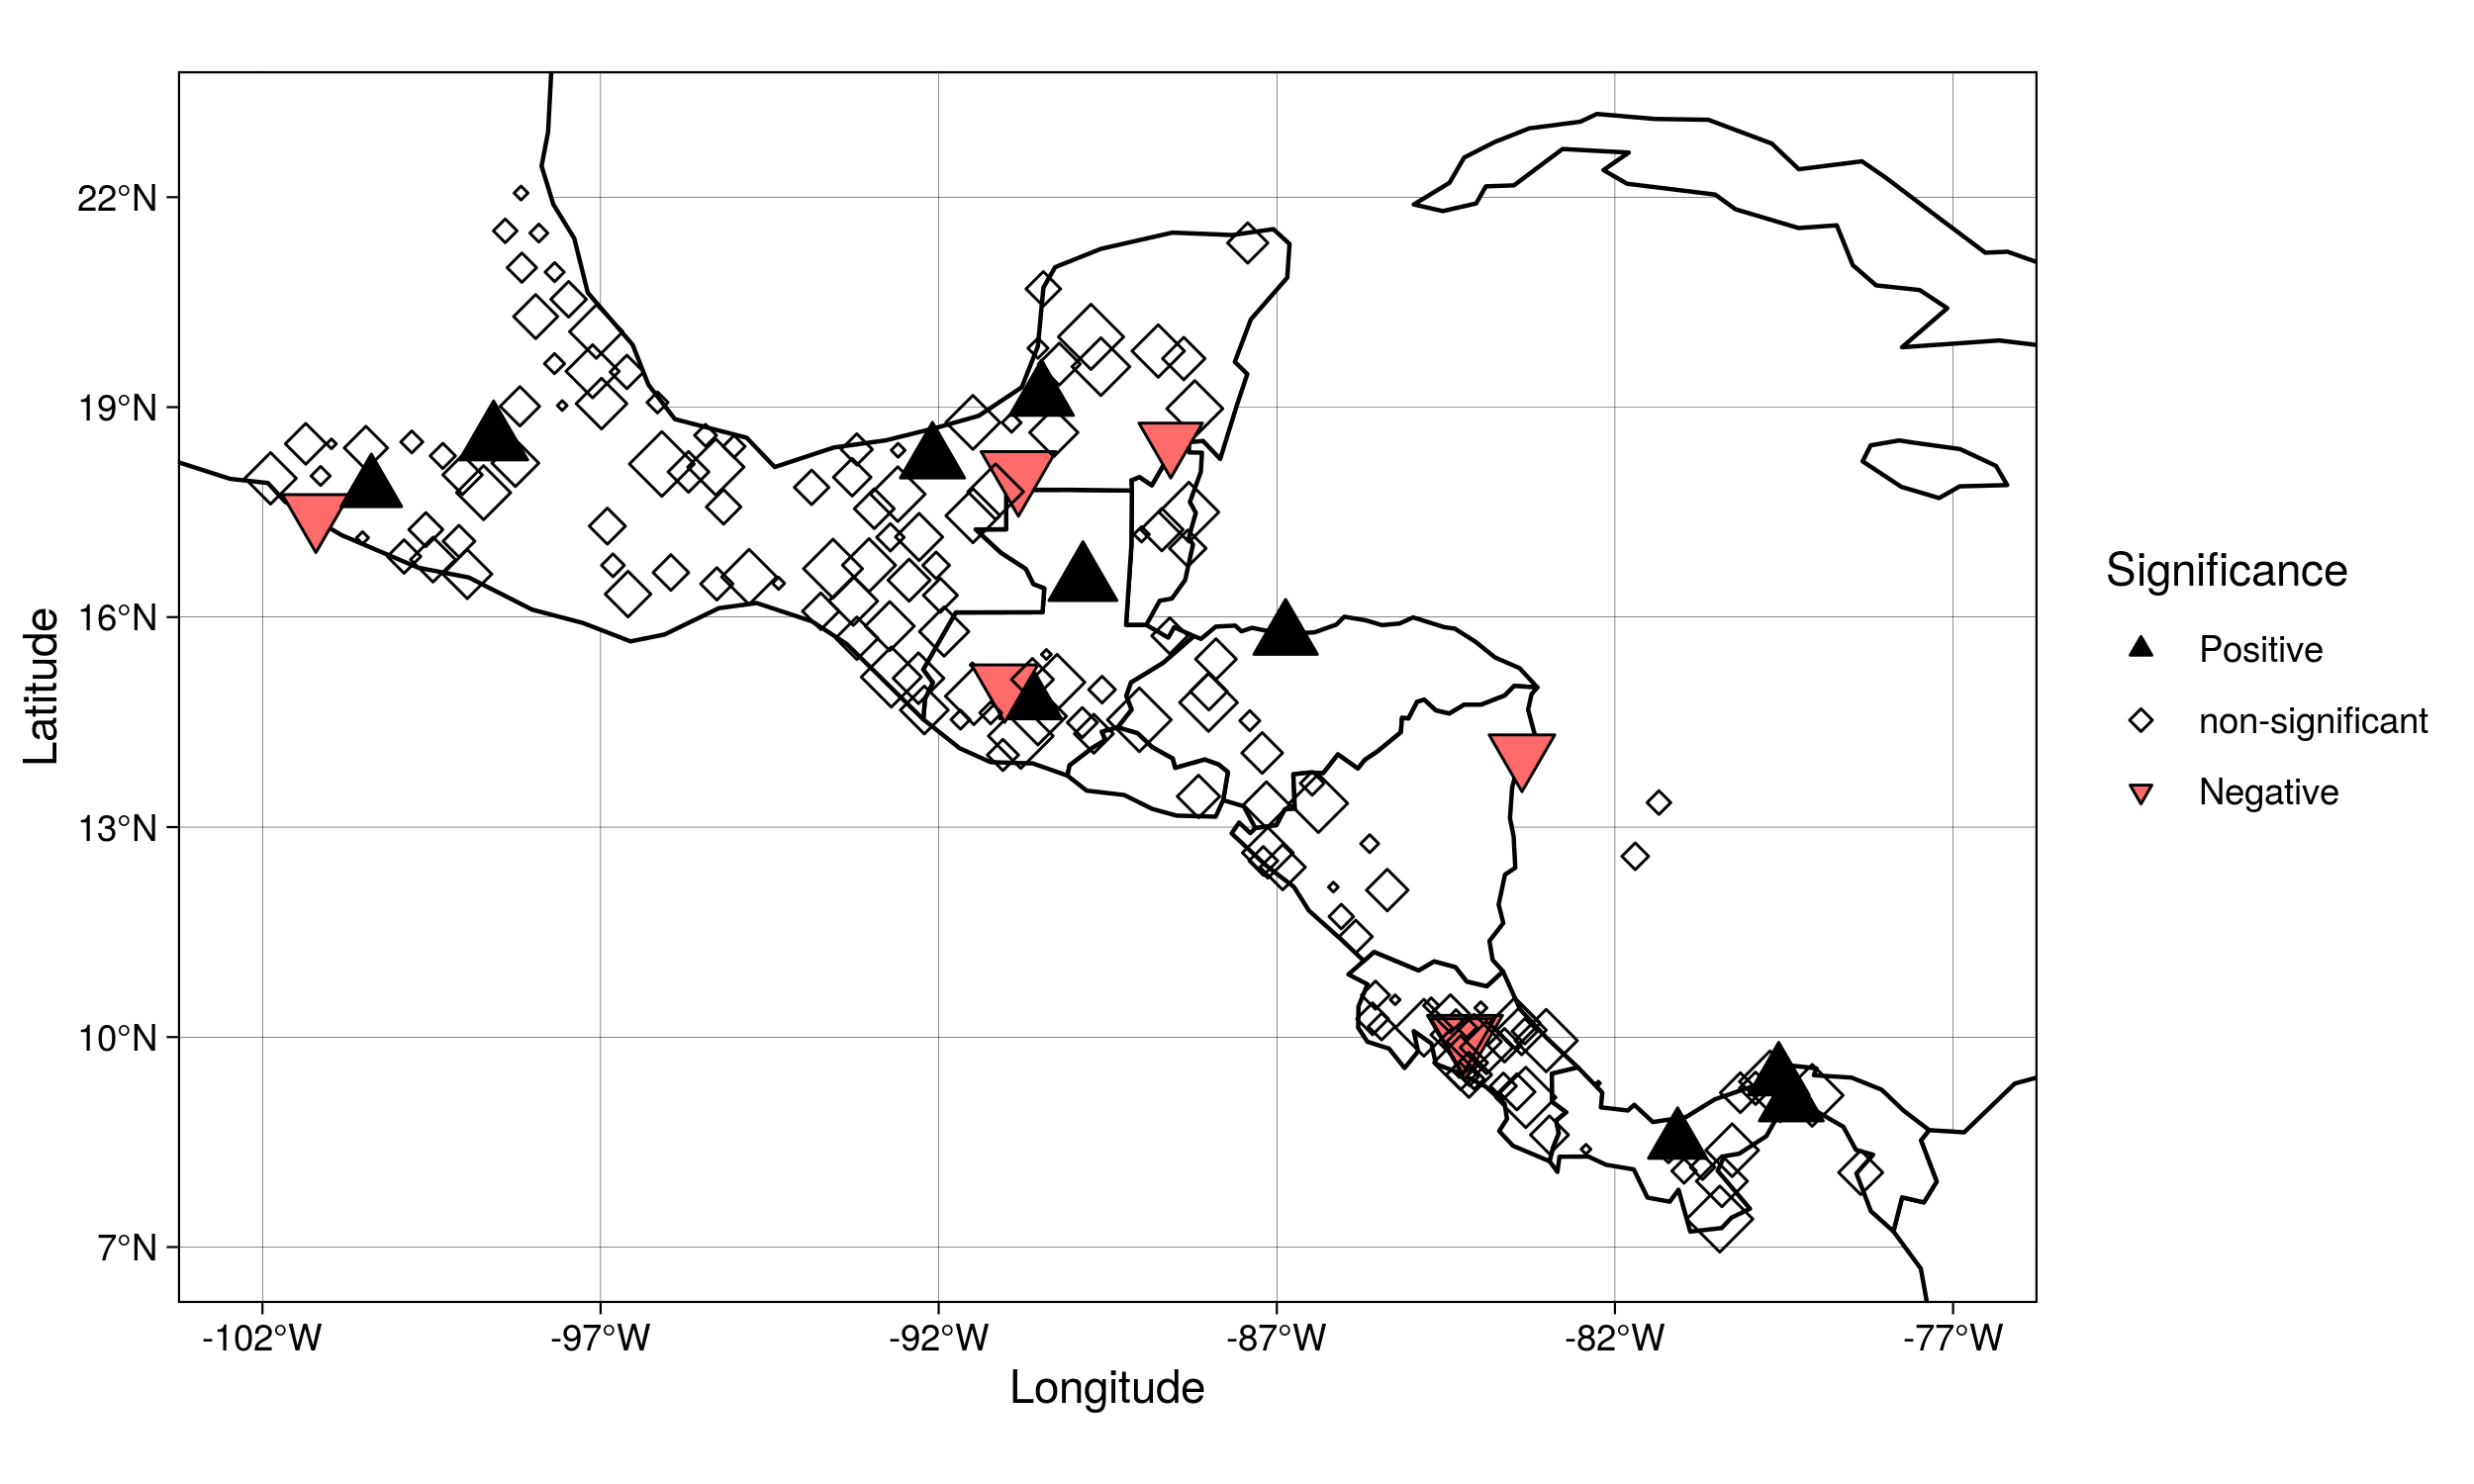 22°N
19°N
16°N
13°N
10°N
7°N
Latitude
-102°W
-97°W
-92°W
-87°W
-82°W
-77°W
Longitude
Significance
Positive
non-significant
Negative